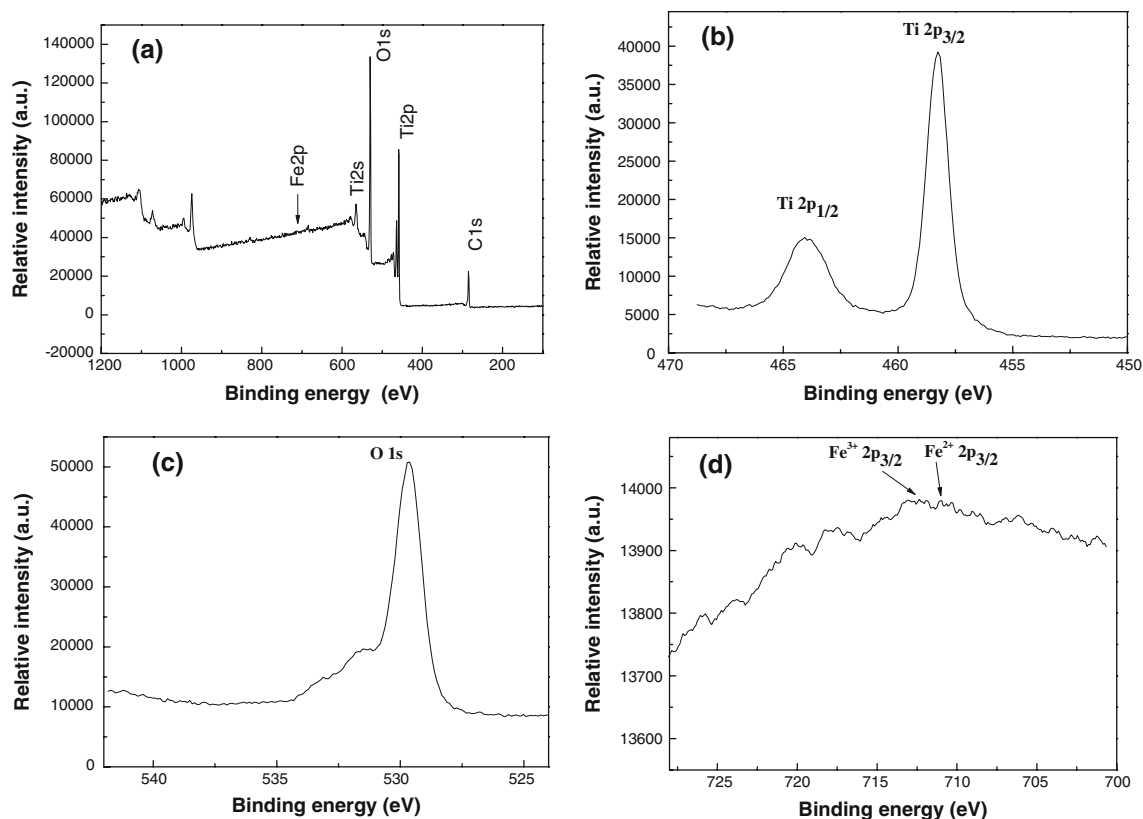 (a)
140000
120000
100000
80000
60000
40000
20000
0
-20000
Relative intensity (a.u.)
Fe2p
Ti2s
O1s
Ti2p
C1s
1200 1000 800 600 400 200
Binding energy (eV)
(b)
Ti 2p3/2
Ti 2p1/2
40000
35000
30000
25000
20000
15000
10000
5000
0
Relative intensity (a.u.)
470 465 460 455 450
Binding energy (eV)
(c)
O 1s
50000
40000
30000
20000
10000
0
Relative intensity (a.u.)
540 535 530 525
Binding energy (eV)
(d)
Fe3+ 2p3/2 Fe2+ 2p3/2
14000
13900
13800
13700
13600
Relative intensity (a.u.)
725 720 715 710 705 700
Binding energy (eV)